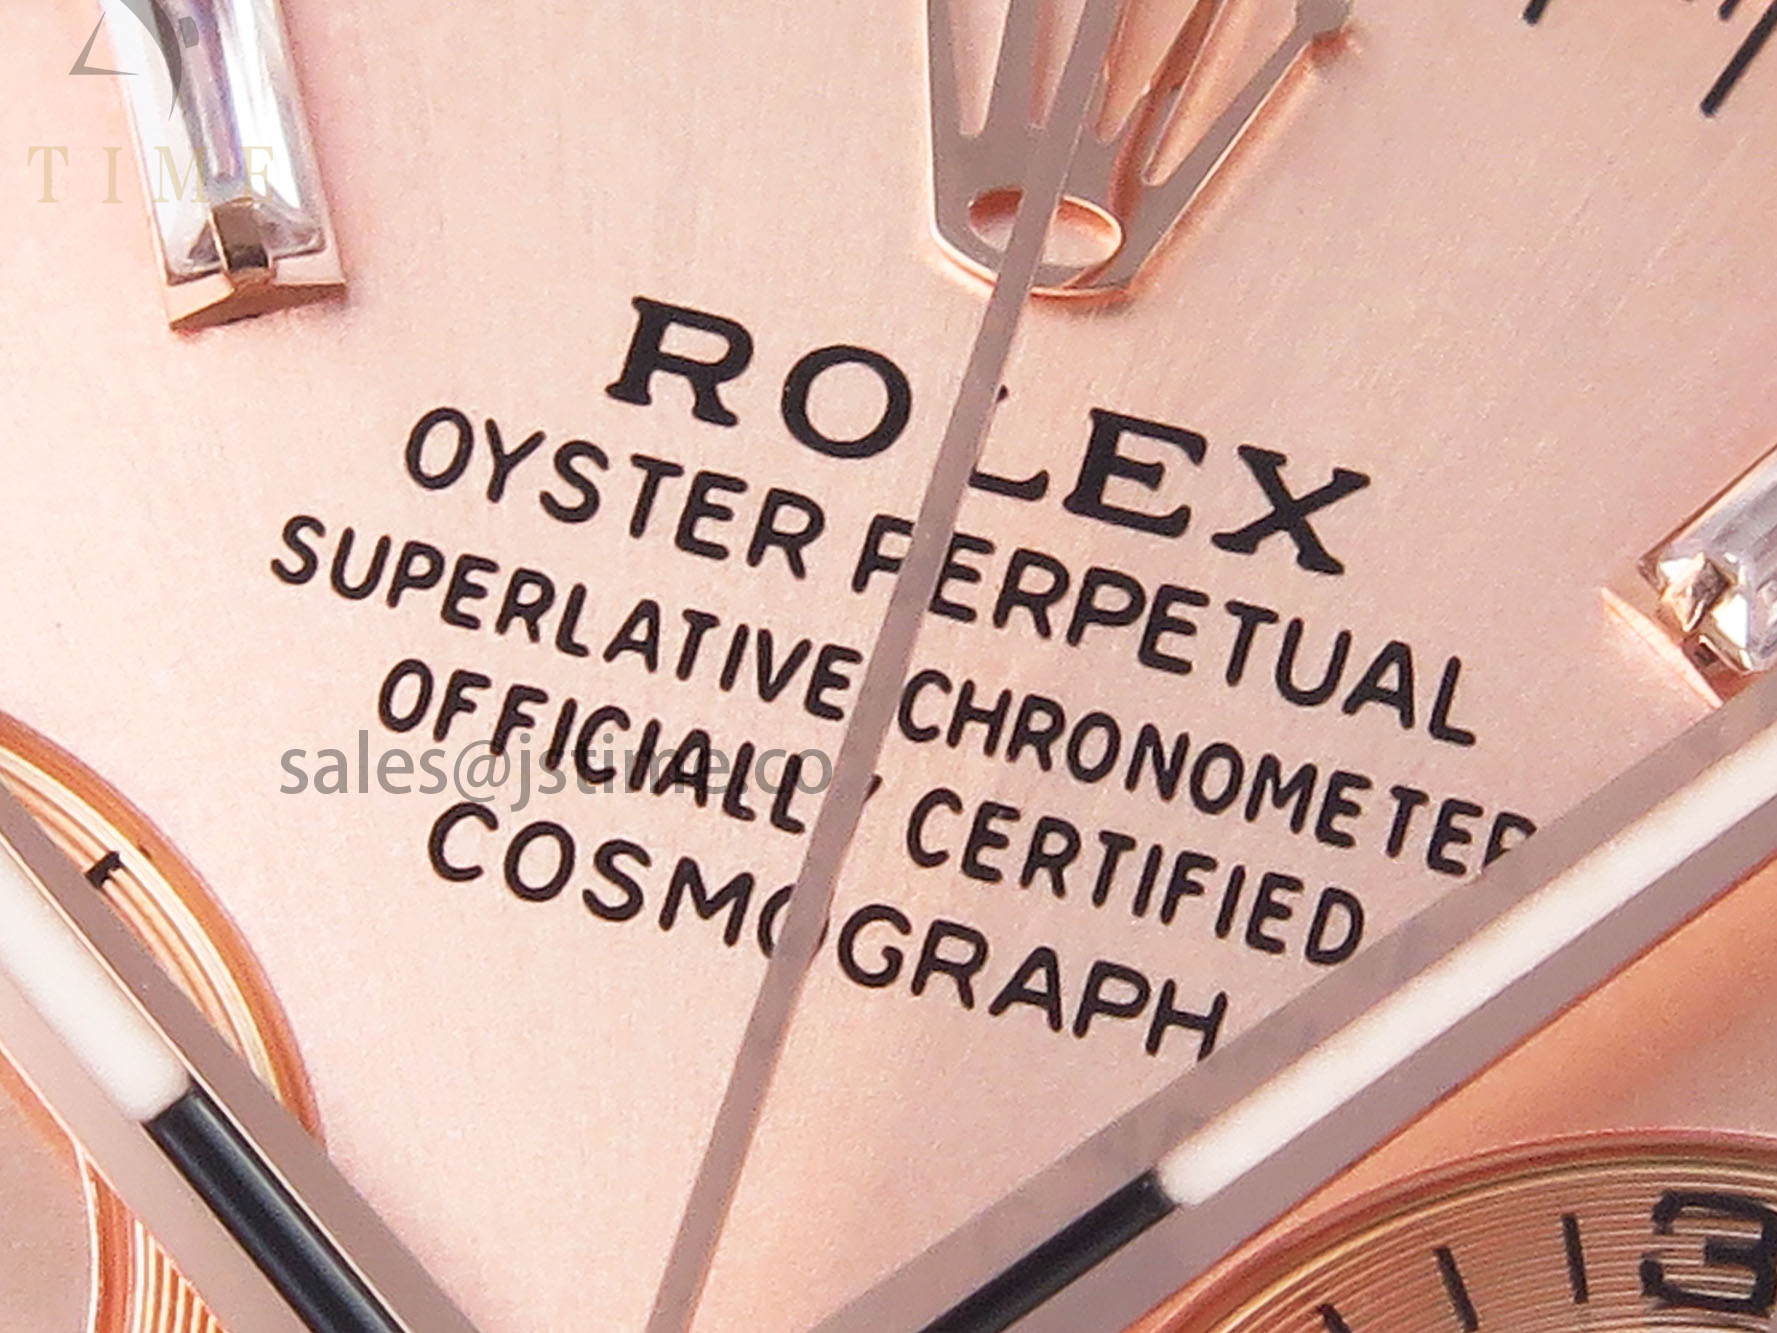 TIME
ROLEX
OYSTER PERPETUAL
SUPERLATIVE CHRONOMETER
OFFICIALLY CERTIFIED
sales@jstime.co
COSMOGRAPH
3